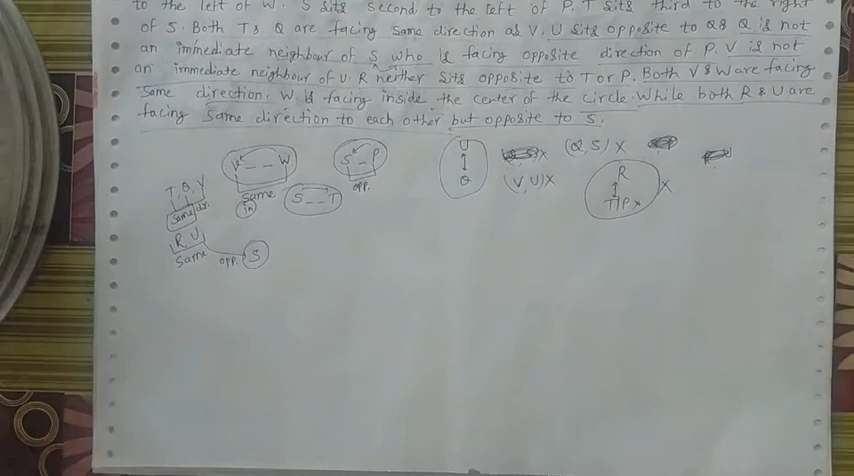 to the left of W. S sits second to the left of P. T sits third to the right
of S. Both T & Q are facing same direction as V. U sits opposite to Q & Q is not
an immediate neighbour of S who is facing opposite direction of P. V is not
an immediate neighbour of U. R neither sits opposite to T or P. Both V & W are facing
same direction. W is facing inside the center of the circle. While both R & U are
facing same direction to each other but opposite to S.
V _ _ W
same
in
S _ P
opp.
S _ _ T
T, Q, V
same dir.
R, U
same opp. S
U
↕
Q
X
(Q, S) X
(V, U) X
R
↕
T/P X
X